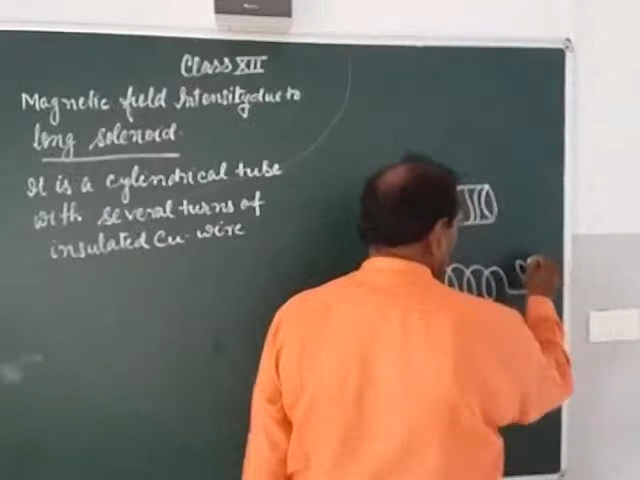 Class XII
Magnetic field Intensity due to
long solenoid.
It is a cylindrical tube
with several turns of
insulated Cu. wire